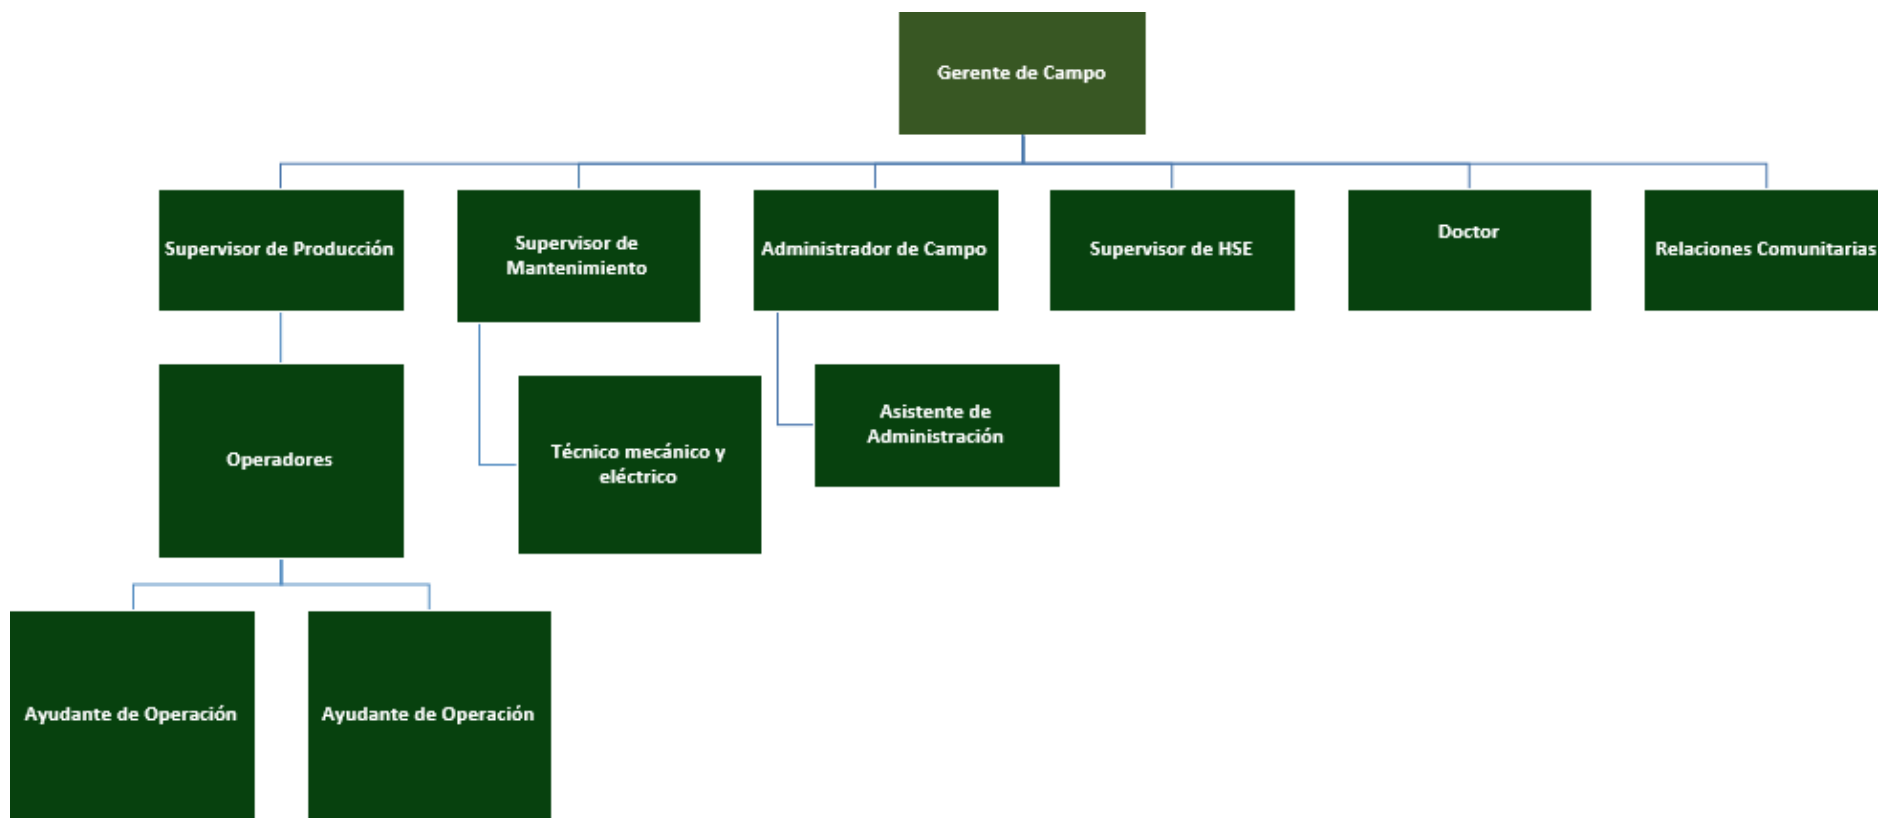 Gerente de Campo
Supervisor de Producción
Supervisor de
Mantenimiento
Administrador de Campo
Supervisor de HSE
Doctor
Relaciones Comunitarias
Operadores
Técnico mecánico y
eléctrico
Asistente de
Administración
Ayudante de Operación
Ayudante de Operación